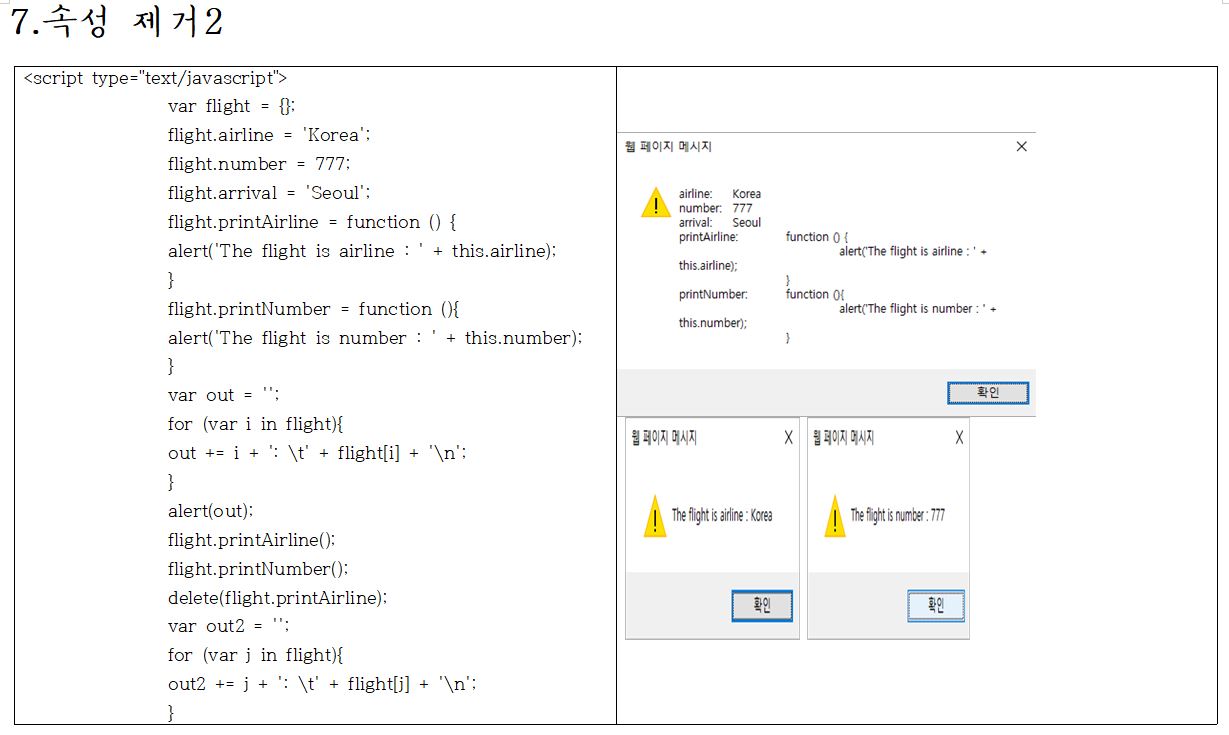 7.속성 제거2
<script type="text/javascript">
var flight = {};
flight.airline = 'Korea';
flight.number = 777;
flight.arrival = 'Seoul';
flight.printAirline = function () {
alert('The flight is airline : ' + this.airline);
}
flight.printNumber = function (){
alert('The flight is number : ' + this.number);
}
var out = '';
for (var i in flight){
out += i + ': \t' + flight[i] + '\n';
}
alert(out);
flight.printAirline();
flight.printNumber();
delete(flight.printAirline);
var out2 = '';
for (var j in flight){
out2 += j + ': \t' + flight[j] + '\n';
}
웹 페이지 메시지
airline: Korea
number: 777
arrival: Seoul
printAirline: function () {
alert('The flight is airline : ' +
this.airline);
}
printNumber: function (){
alert('The flight is number : ' +
this.number);
}
확인
웹 페이지 메시지
The flight is airline : Korea
확인
웹 페이지 메시지
The flight is number : 777
확인